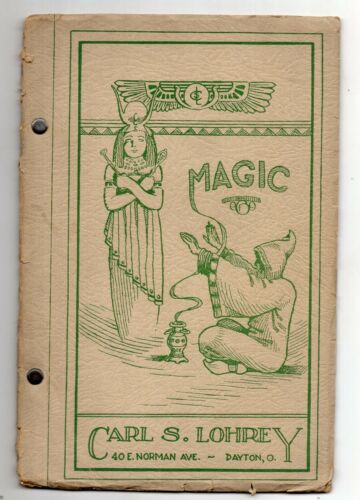 MAGIC
CARL S. LOHREY
40 E. NORMAN AVE. ~ DAYTON, O.